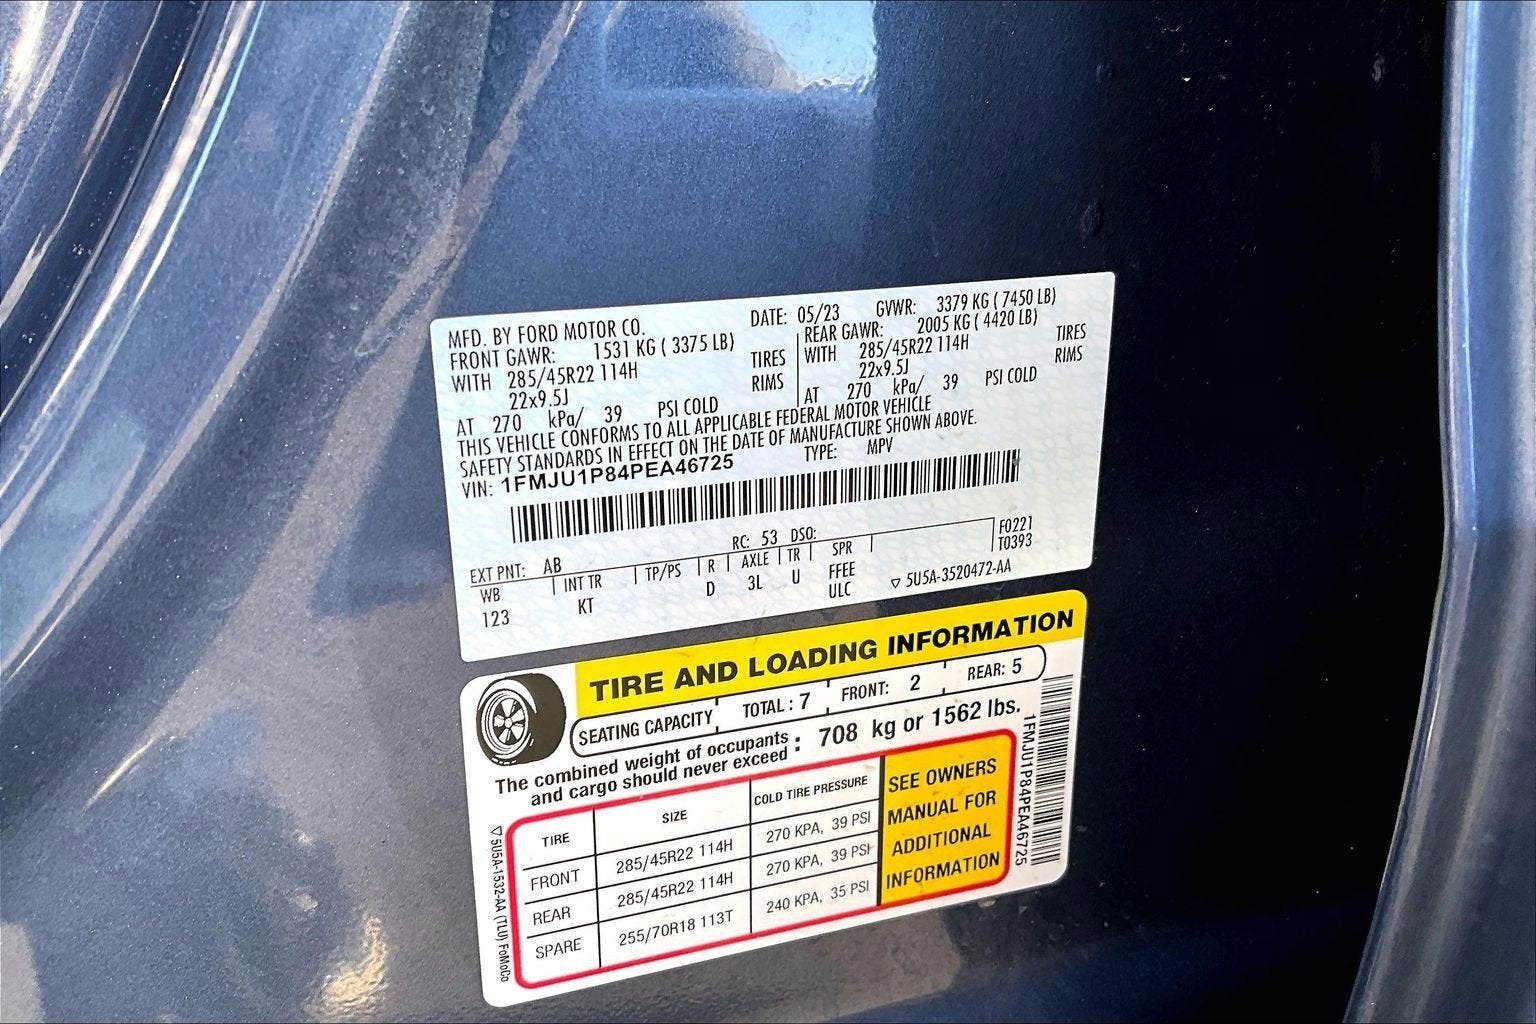 MFD. BY FORD MOTOR CO.
DATE: 05/23 GVWR: 3379 KG ( 7450 LB)
FRONT GAWR: 1531 KG ( 3375 LB)
WITH 285/45R22 114H TIRES
22x9.5J RIMS
AT 270 kPa/ 39 PSI COLD
REAR GAWR: 2005 KG ( 4420 LB)
WITH 285/45R22 114H TIRES
22x9.5J RIMS
AT 270 kPa/ 39 PSI COLD
THIS VEHICLE CONFORMS TO ALL APPLICABLE FEDERAL MOTOR VEHICLE
SAFETY STANDARDS IN EFFECT ON THE DATE OF MANUFACTURE SHOWN ABOVE.
VIN: 1FMJU1P84PEA46725 TYPE: MPV
F0221
T0393
EXT PNT: AB RC: 53 DSO:
WB INT TR TP/PS R AXLE TR SPR
123 KT D 3L U FFEE
ULC
▽ 5U5A-3520472-AA
TIRE AND LOADING INFORMATION
SEATING CAPACITY TOTAL : 7 FRONT: 2 REAR: 5
The combined weight of occupants
and cargo should never exceed : 708 kg or 1562 lbs.
TIRE SIZE COLD TIRE PRESSURE
FRONT 285/45R22 114H 270 KPA, 39 PSI
REAR 285/45R22 114H 270 KPA, 39 PSI
SPARE 255/70R18 113T 240 KPA, 35 PSI
SEE OWNERS
MANUAL FOR
ADDITIONAL
INFORMATION
1FMJU1P84PEA46725
▽ 5U5A-1532-AA (TLU) FoMoCo